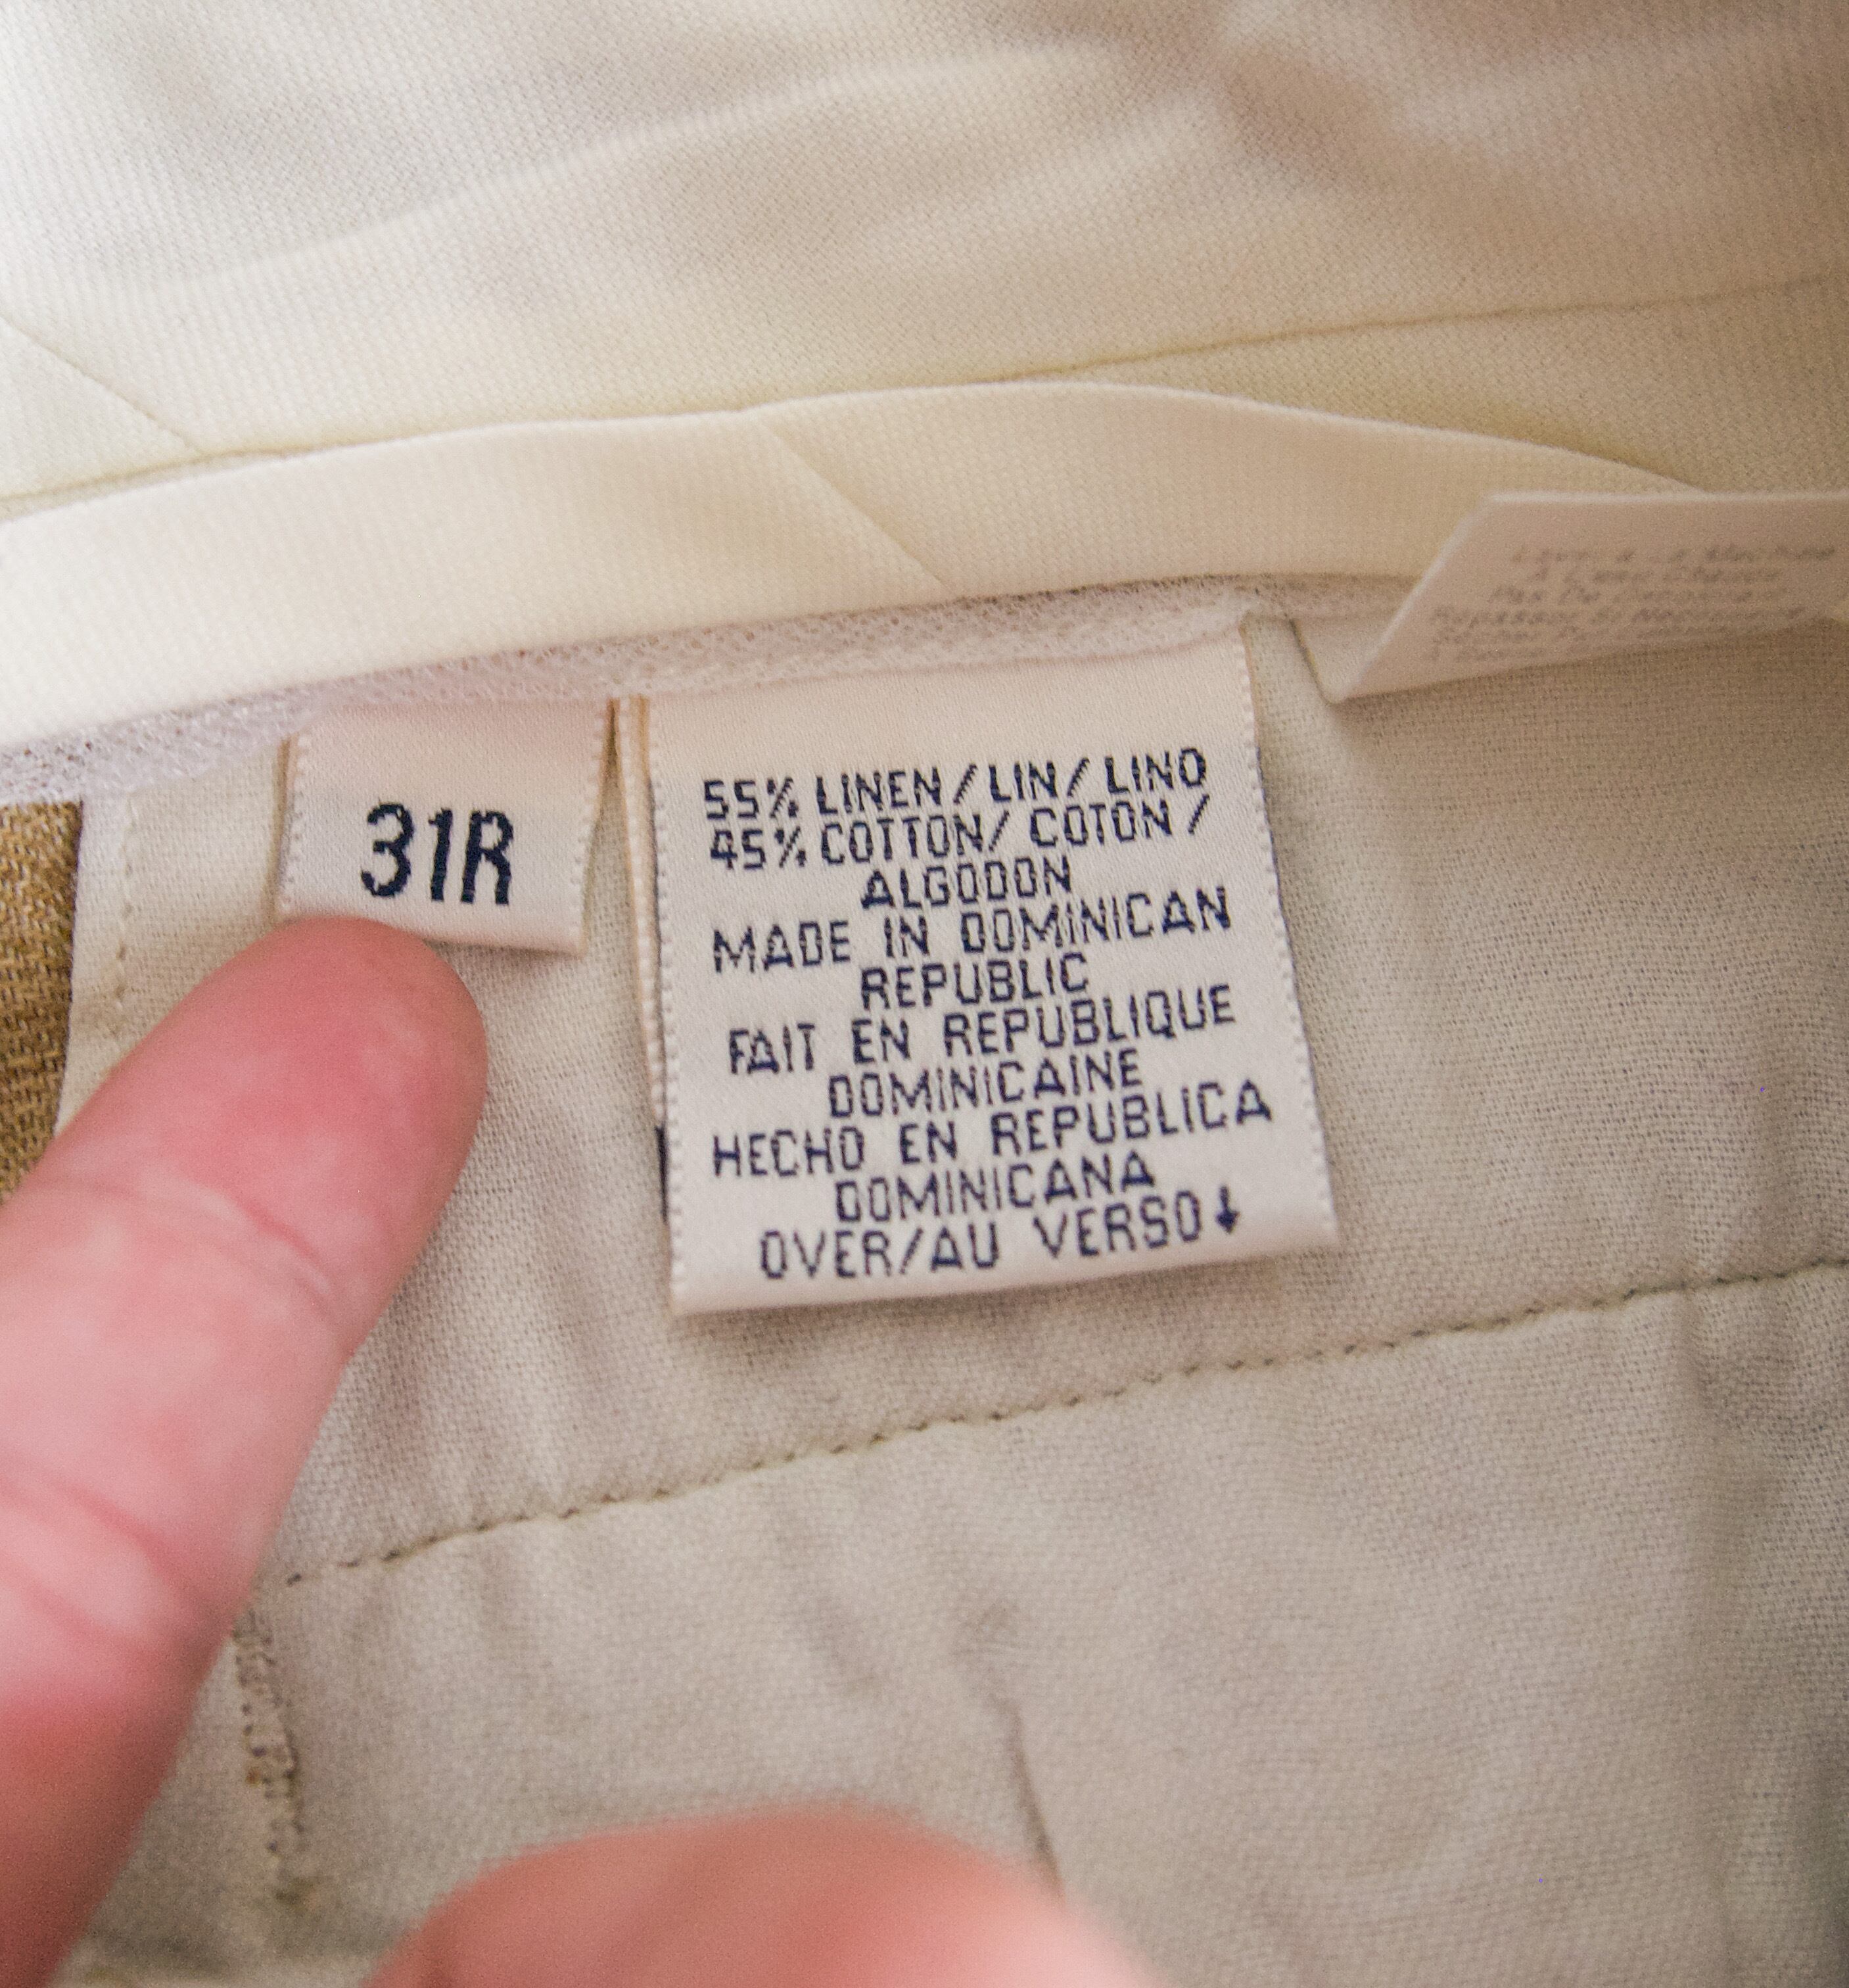 31R
55% LINEN / LIN / LINO
45% COTTON / COTON /
ALGODON
MADE IN DOMINICAN
REPUBLIC
FAIT EN REPUBLIQUE
DOMINICAINE
HECHO EN REPUBLICA
DOMINICANA
OVER/AU VERSO↓